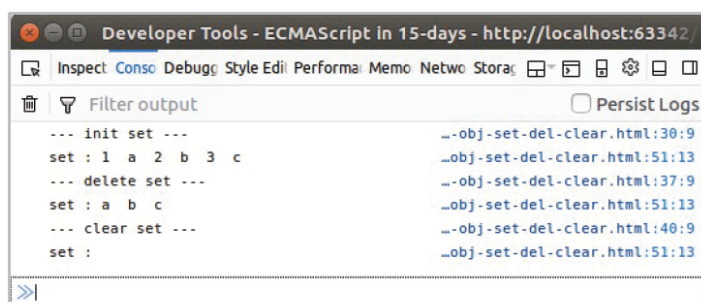 Developer Tools - ECMAScript in 15-days - http://localhost:63342/
Inspect Conso Debugg Style Edi Performa Memo Netwo Storag
Filter output Persist Logs
--- init set --- …-obj-set-del-clear.html:30:9
set : 1 a 2 b 3 c …obj-set-del-clear.html:51:13
--- delete set --- …-obj-set-del-clear.html:37:9
set : a b c …obj-set-del-clear.html:51:13
--- clear set --- …-obj-set-del-clear.html:40:9
set : …obj-set-del-clear.html:51:13